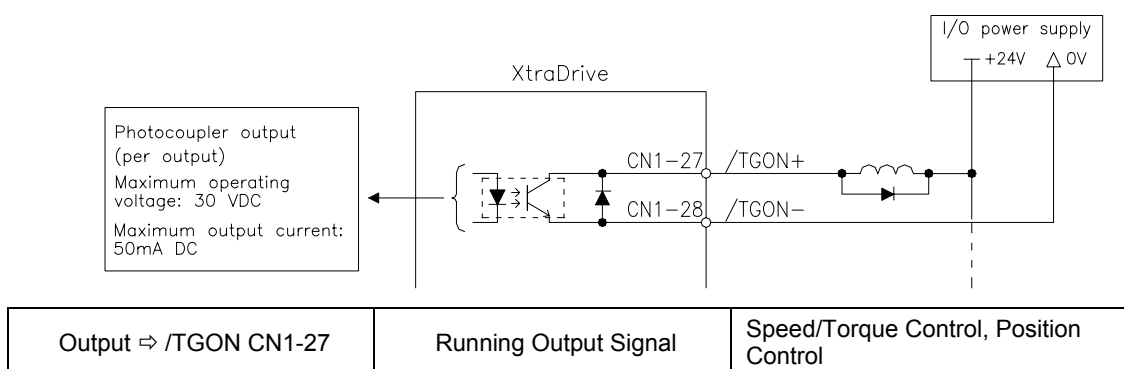 I/O power supply
+24V 0V
XtraDrive
Photocoupler output
(per output)
Maximum operating
voltage: 30 VDC
Maximum output current:
50mA DC
CN1-27 /TGON+
CN1-28 /TGON-
Output ⇨ /TGON CN1-27
Running Output Signal
Speed/Torque Control, Position
Control